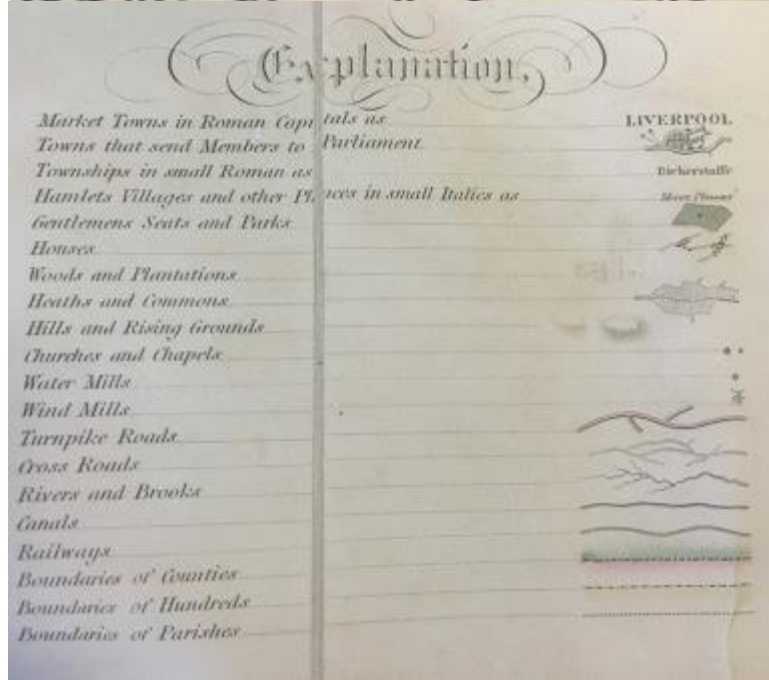 Explanation,
Market Towns in Roman Capitals as LIVERPOOL
Towns that send Members to Parliament
Townships in small Roman as Bickerstaffe
Hamlets Villages and other Places in small Italics as
Gentlemens Seats and Parks
Houses
Woods and Plantations
Heaths and Commons
Hills and Rising Grounds
Churches and Chapels
Water Mills
Wind Mills
Turnpike Roads
Cross Roads
Rivers and Brooks
Canals
Railways
Boundaries of Counties
Boundaries of Hundreds
Boundaries of Parishes